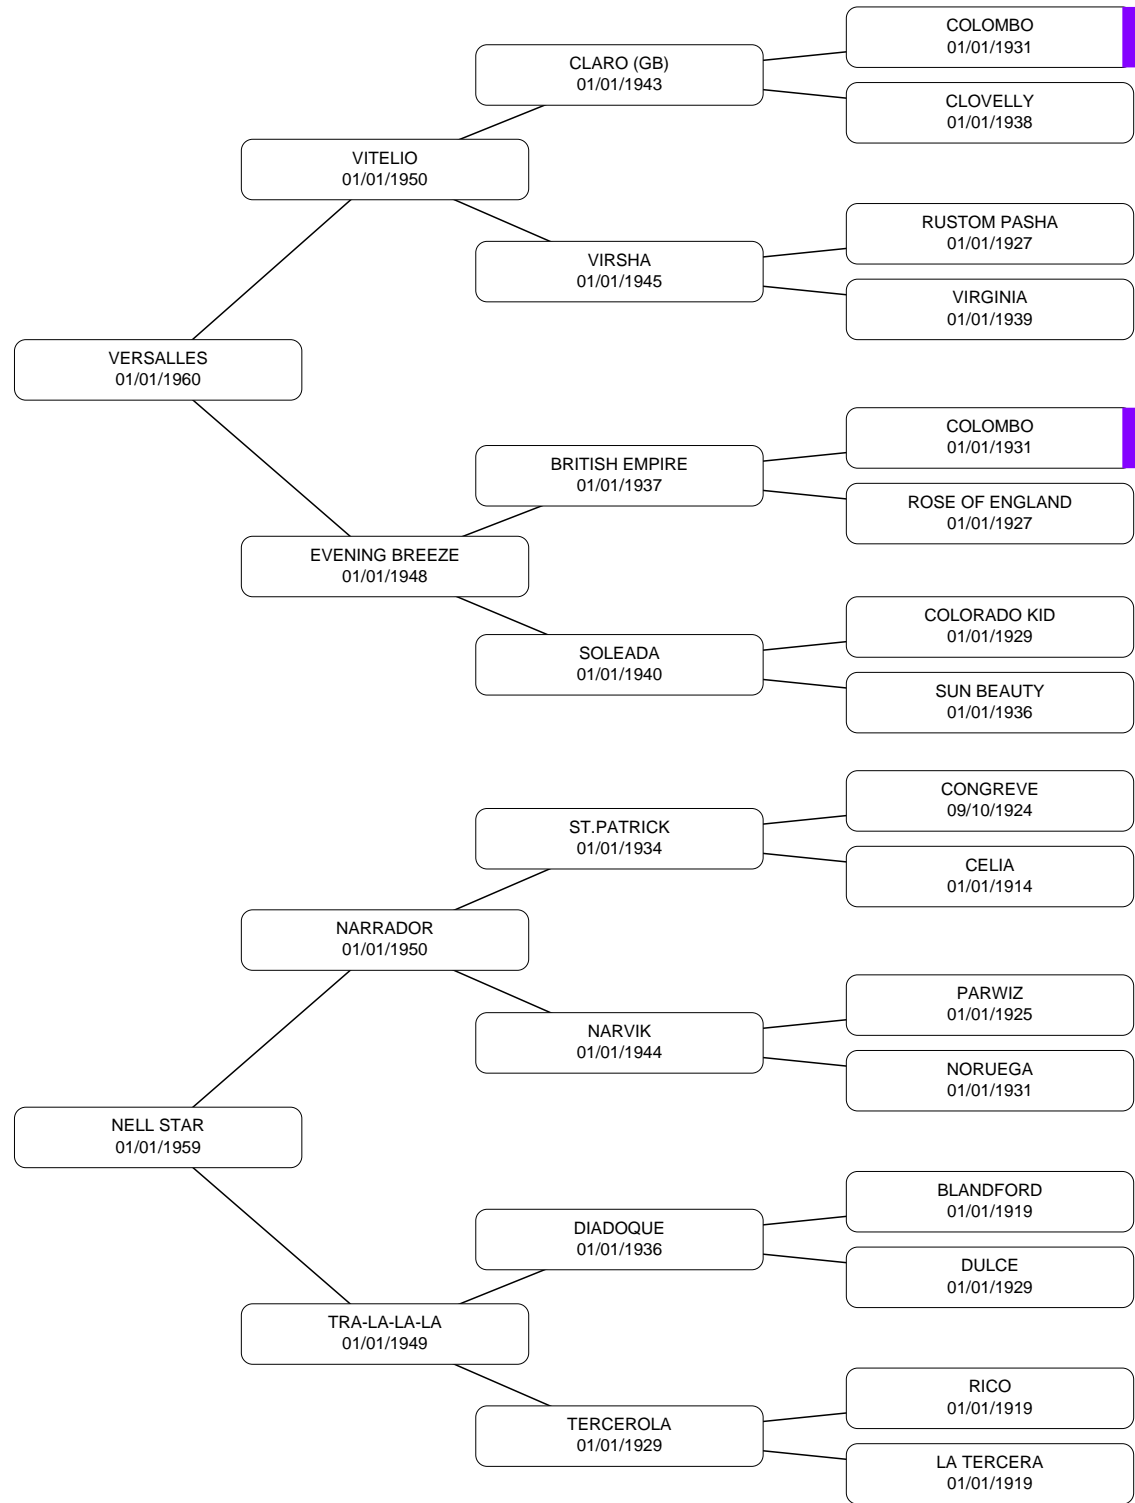 COLOMBO
01/01/1931
CLARO (GB)
01/01/1943
CLOVELLY
01/01/1938
VITELIO
01/01/1950
RUSTOM PASHA
01/01/1927
VIRSHA
01/01/1945
VIRGINIA
01/01/1939
VERSALLES
01/01/1960
COLOMBO
01/01/1931
BRITISH EMPIRE
01/01/1937
ROSE OF ENGLAND
01/01/1927
EVENING BREEZE
01/01/1948
COLORADO KID
01/01/1929
SOLEADA
01/01/1940
SUN BEAUTY
01/01/1936
CONGREVE
09/10/1924
ST.PATRICK
01/01/1934
CELIA
01/01/1914
NARRADOR
01/01/1950
PARWIZ
01/01/1925
NARVIK
01/01/1944
NORUEGA
01/01/1931
NELL STAR
01/01/1959
BLANDFORD
01/01/1919
DIADOQUE
01/01/1936
DULCE
01/01/1929
TRA-LA-LA-LA
01/01/1949
RICO
01/01/1919
TERCEROLA
01/01/1929
LA TERCERA
01/01/1919